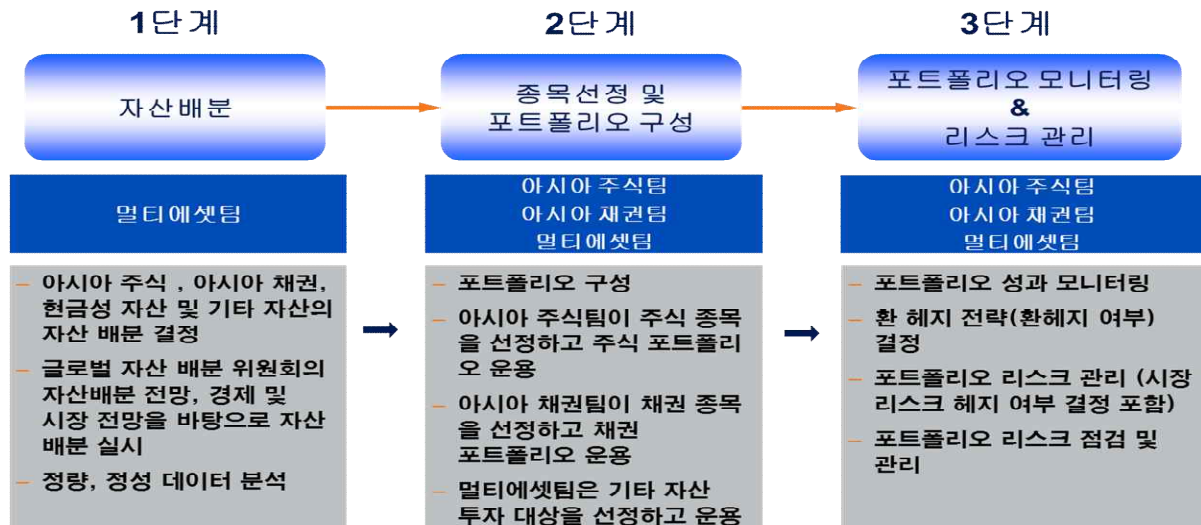 1단계
자산배분
멀티에셋팀
– 아시아 주식 , 아시아 채권,
현금성 자산 및 기타 자산의
자산 배분 결정
– 글로벌 자산 배분 위원회의
자산배분 전망, 경제 및
시장 전망을 바탕으로 자산
배분 실시
– 정량, 정성 데이터 분석
2단계
종목선정 및
포트폴리오 구성
아시아 주식팀
아시아 채권팀
멀티에셋팀
– 포트폴리오 구성
– 아시아 주식팀이 주식 종목
을 선정하고 주식 포트폴리
오 운용
– 아시아 채권팀이 채권 종목
을 선정하고 채권
포트폴리오 운용
– 멀티에셋팀은 기타 자산
투자 대상을 선정하고 운용
3단계
포트폴리오 모니터링
&
리스크 관리
아시아 주식팀
아시아 채권팀
멀티에셋팀
– 포트폴리오 성과 모니터링
– 환 헤지 전략(환헤지 여부)
결정
– 포트폴리오 리스크 관리 (시장
리스크 헤지 여부 결정 포함)
– 포트폴리오 리스크 점검 및
관리